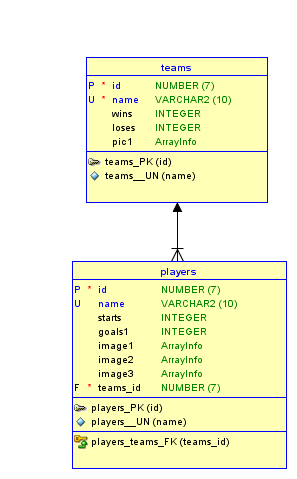 teams
P * id NUMBER (7)
U * name VARCHAR2 (10)
wins INTEGER
loses INTEGER
pic1 ArrayInfo
teams_PK (id)
teams__UN (name)
players
P * id NUMBER (7)
U name VARCHAR2 (10)
starts INTEGER
goals1 INTEGER
image1 ArrayInfo
image2 ArrayInfo
image3 ArrayInfo
F * teams_id NUMBER (7)
players_PK (id)
players__UN (name)
players_teams_FK (teams_id)